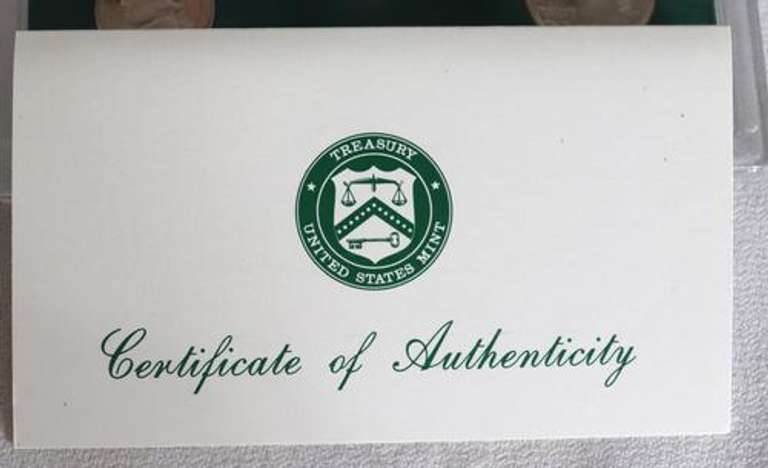 TREASURY
UNITED STATES MINT
Certificate of Authenticity